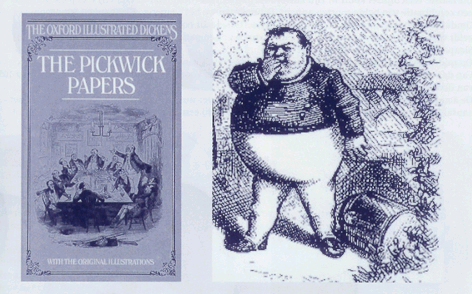 THE OXFORD ILLUSTRATED DICKENS
THE PICKWICK
PAPERS
WITH THE ORIGINAL ILLUSTRATIONS